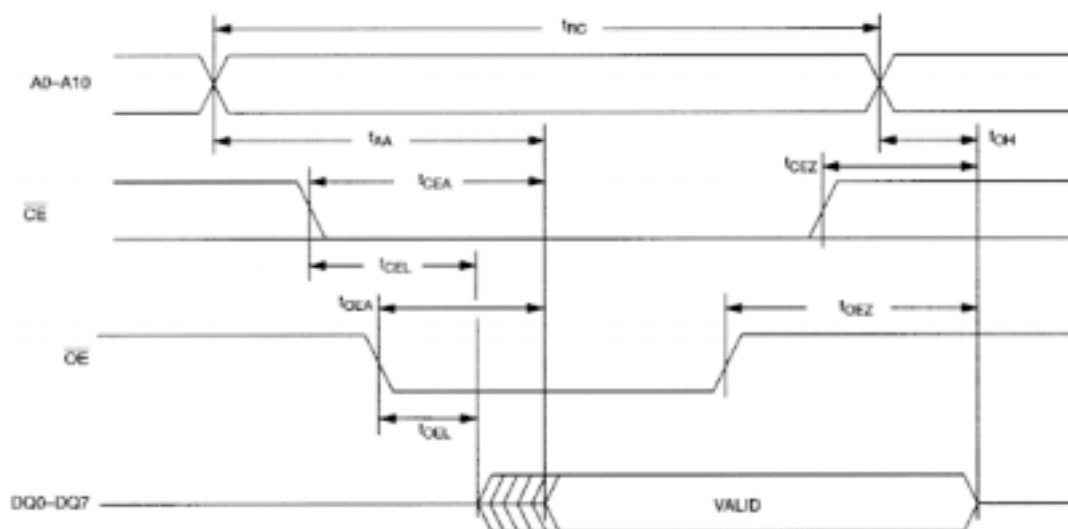 tRC
A0–A10
tAA
tOH
tCEZ
tCEA
CE
tCEL
tOEA
tOEZ
OE
tOEL
DQ0–DQ7
VALID